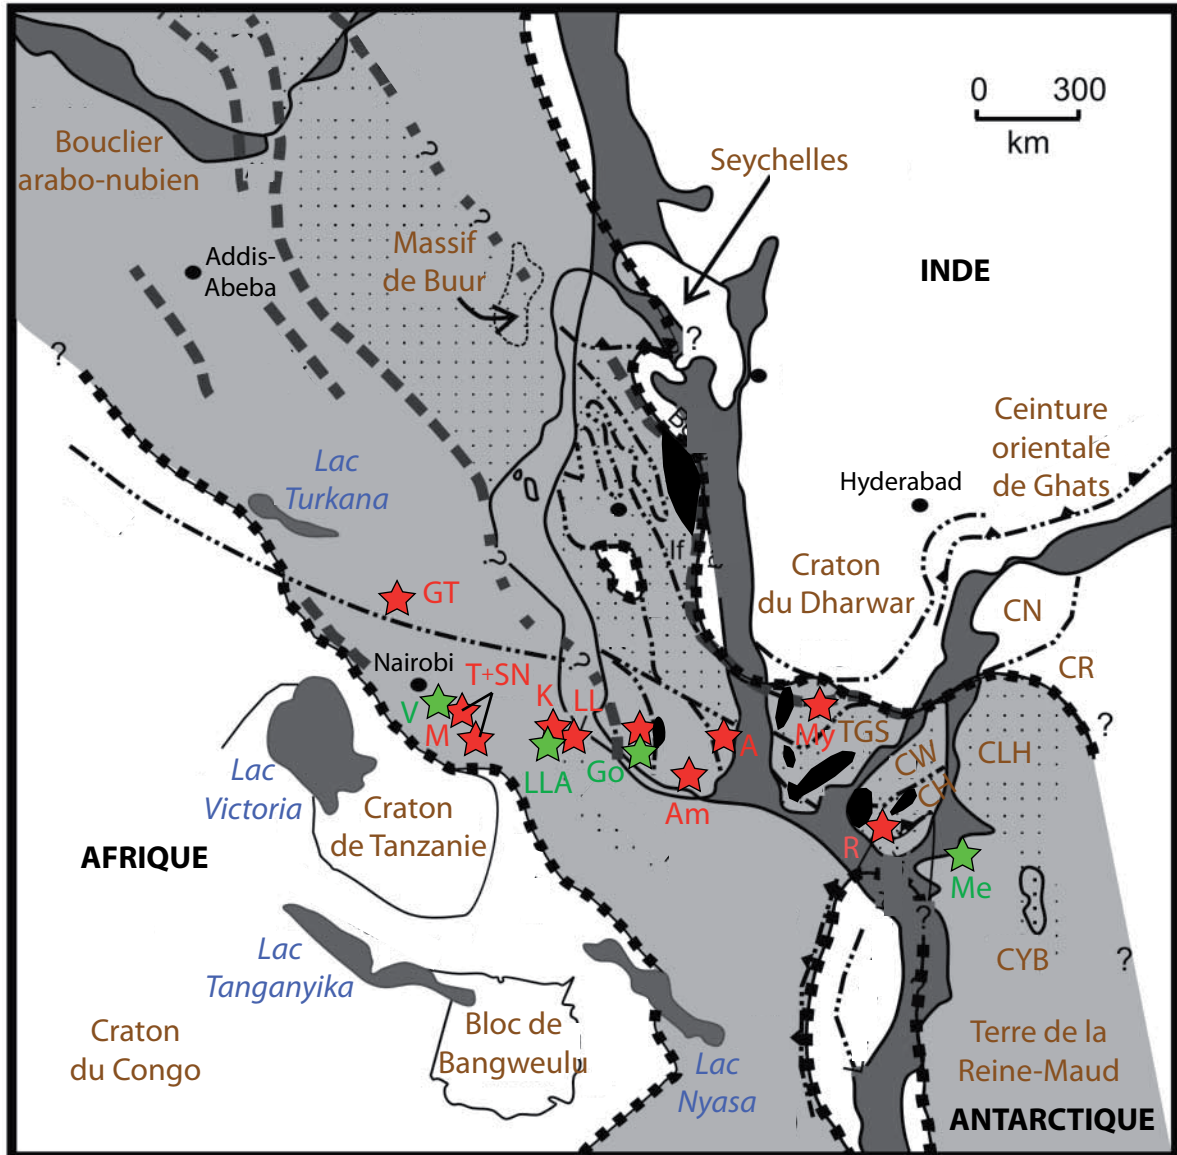 0 300
km
Bouclier
arabo-nubien
?
Seychelles
?
Massif
de Buur
Addis-
Abeba
INDE
?
?
Ceinture
orientale
de Ghats
Lac
Turkana
Hyderabad
If
?
Craton
du Dharwar
GT
CN
Nairobi
?
CR
T+SN
K
LL
V
M
A
My
TGS
CW
CH
CLH
?
LLA
Go
Am
Lac
Victoria
Craton
de Tanzanie
AFRIQUE
R
Me
?
Lac
Tanganyika
CYB
?
Craton
du Congo
Bloc de
Bangweulu
Lac
Nyasa
Terre de la
Reine-Maud
ANTARCTIQUE